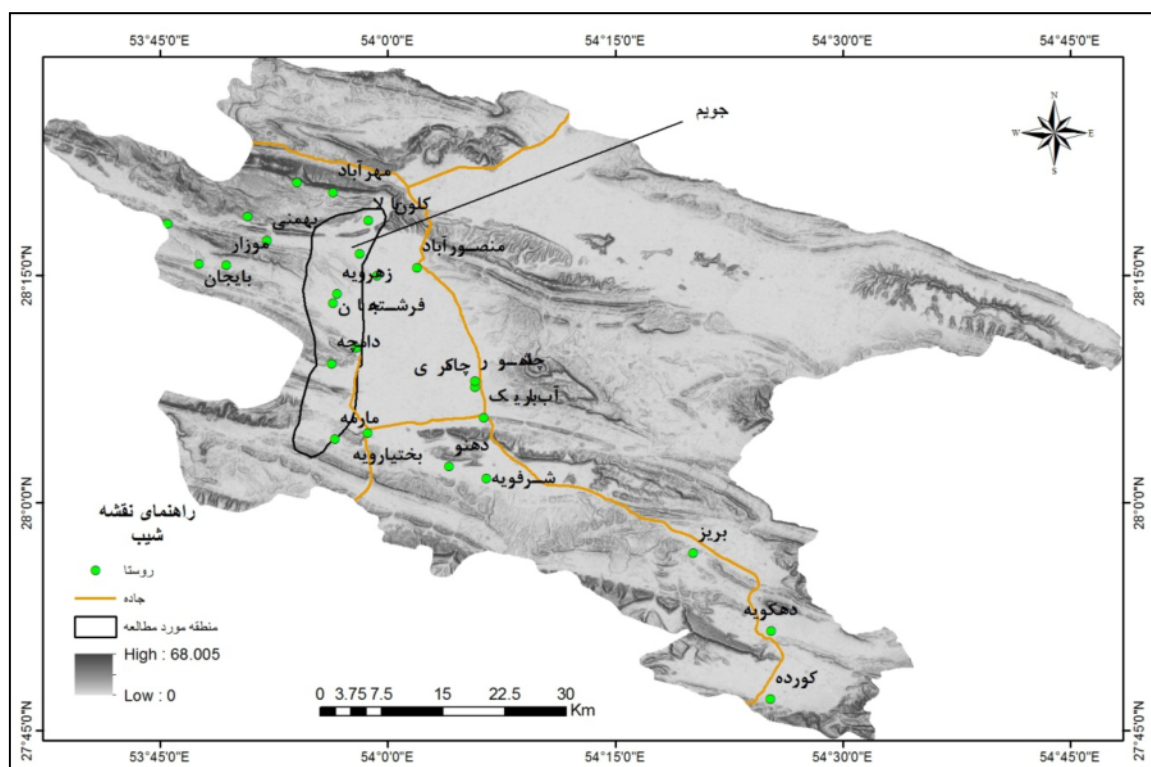 53°45'0"E 54°0'0"E 54°15'0"E 54°30'0"E 54°45'0"E
N
W E
S
جویم
مهرآباد
کلون بالا
بهمنی
منصورآباد
موزار
زهرویه
28°15'0"N 28°15'0"N
بایجان
دامچه
چاکری
آب باریک
مارمه
دهنو
بختیارویه
شرفویه
28°0'0"N 28°0'0"N
راهنمای نقشه
شیب
روستا
جاده
منطقه مورد مطالعه
High : 68.005
Low : 0
بریز
دهکویه
کورده
0 3.75 7.5 15 22.5 30
Km
27°45'0"N 27°45'0"N
53°45'0"E 54°0'0"E 54°15'0"E 54°30'0"E 54°45'0"E